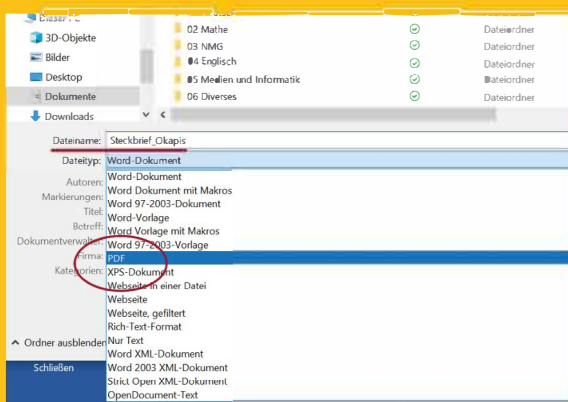 Dieser PC
3D-Objekte
Bilder
Desktop
Dokumente
Downloads
02 Mathe Dateiordner
03 NMG Dateiordner
04 Englisch Dateiordner
05 Medien und Informatik Dateiordner
06 Diverses Dateiordner
Dateiname: Steckbrief_Okapis
Dateityp: Word-Dokument
Autoren:
Markierungen:
Titel:
Betreff:
Dokumentverwalter:
Firma:
Kategorien:
Word-Dokument
Word Dokument mit Makros
Word 97-2003-Dokument
Word-Vorlage
Word Vorlage mit Makros
Word 97-2003-Vorlage
PDF
XPS-Dokument
Webseite in einer Datei
Webseite
Webseite, gefiltert
Rich-Text-Format
Nur Text
Word XML-Dokument
Word 2003 XML-Dokument
Strict Open XML-Dokument
OpenDocument-Text
Ordner ausblenden
Schließen